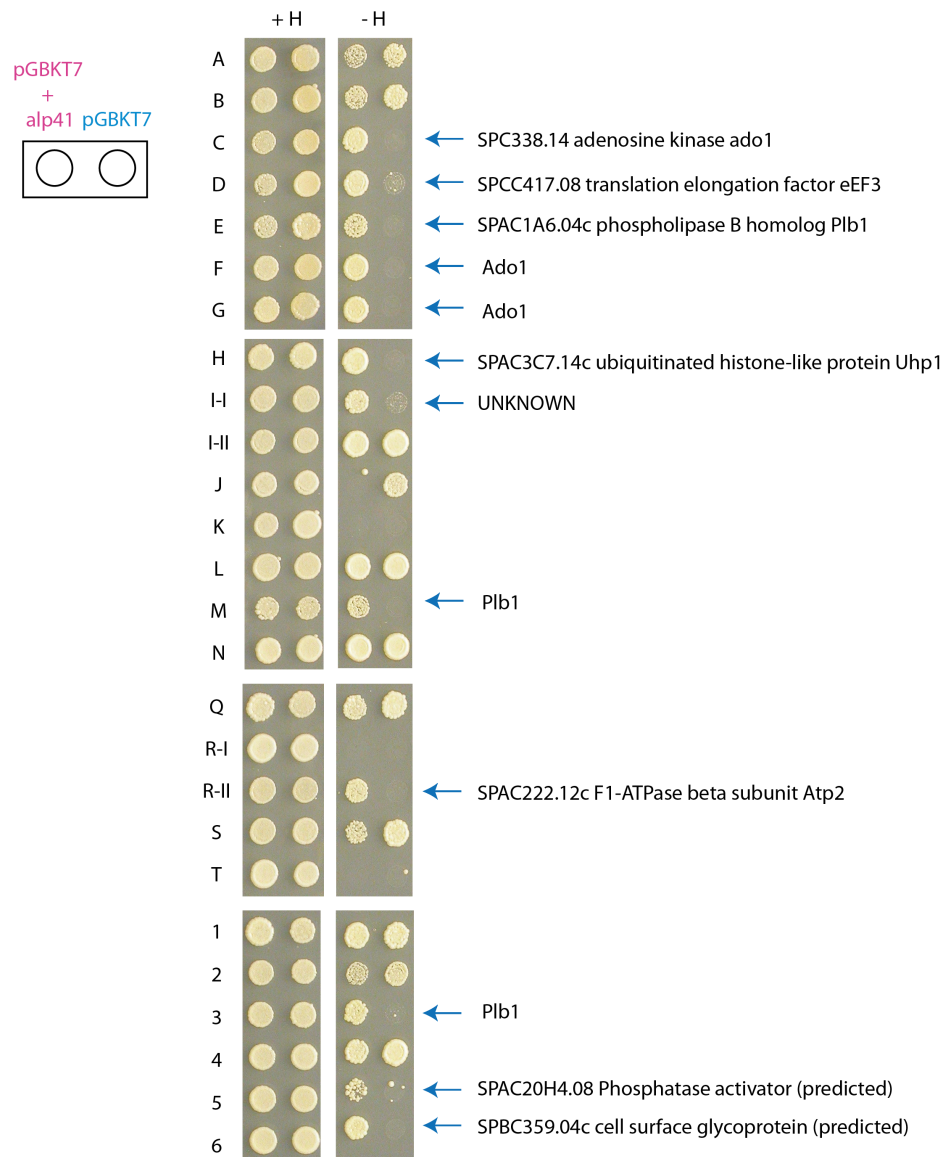 + H - H
pGBKT7
+
alp41 pGBKT7
A
B
C SPC338.14 adenosine kinase ado1
D SPCC417.08 translation elongation factor eEF3
E SPAC1A6.04c phospholipase B homolog Plb1
F Ado1
G Ado1
H SPAC3C7.14c ubiquitinated histone-like protein Uhp1
I-I UNKNOWN
I-II
J
K
L
M Plb1
N
Q
R-I
R-II SPAC222.12c F1-ATPase beta subunit Atp2
S
T
1
2
3 Plb1
4
5 SPAC20H4.08 Phosphatase activator (predicted)
6 SPBC359.04c cell surface glycoprotein (predicted)